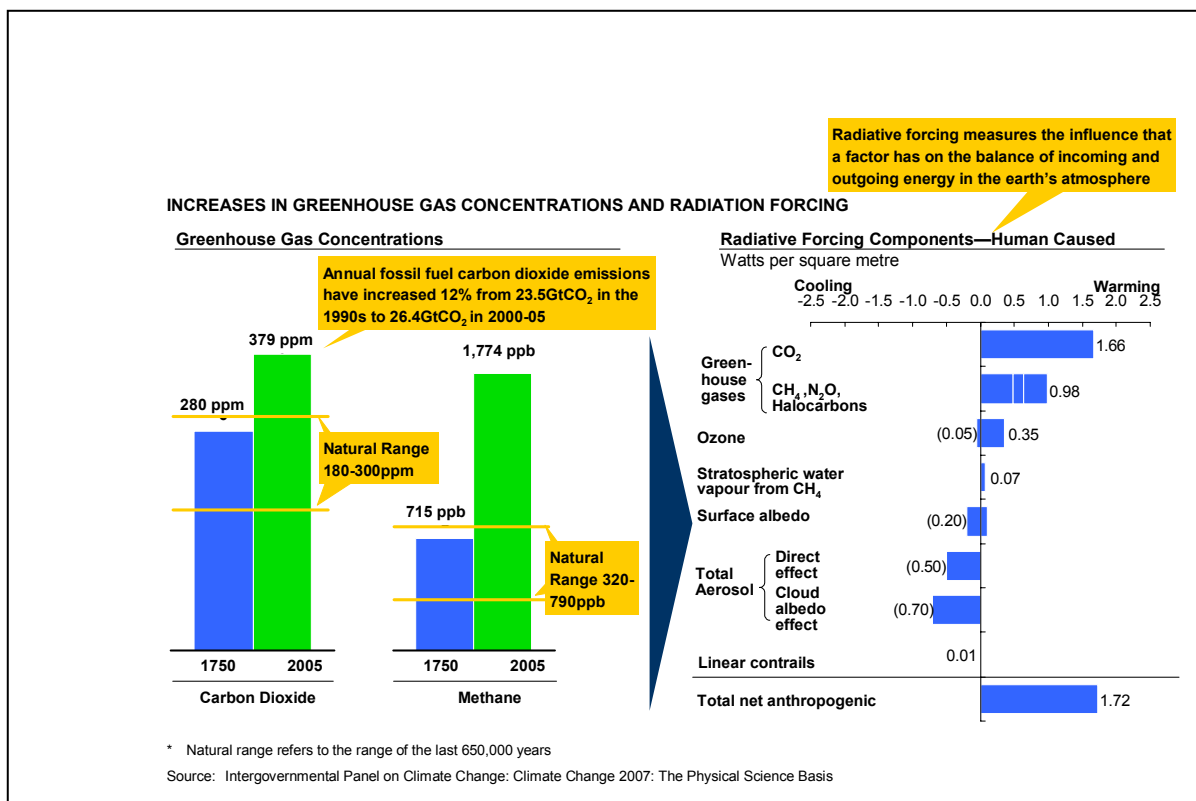 Radiative forcing measures the influence that
a factor has on the balance of incoming and
outgoing energy in the earth's atmosphere
INCREASES IN GREENHOUSE GAS CONCENTRATIONS AND RADIATION FORCING
Greenhouse Gas Concentrations
Annual fossil fuel carbon dioxide emissions
have increased 12% from 23.5GtCO₂ in the
1990s to 26.4GtCO₂ in 2000-05
379 ppm
1,774 ppb
280 ppm
Natural Range
180-300ppm
715 ppb
Natural
Range 320-
790ppb
1750 2005 1750 2005
Carbon Dioxide Methane
Radiative Forcing Components—Human Caused
Watts per square metre
Cooling Warming
-2.5 -2.0 -1.5 -1.0 -0.5 0.0 0.5 1.0 1.5 2.0 2.5
Green-
house
gases
CO₂
1.66
CH₄ ,N₂O,
Halocarbons
0.98
Ozone (0.05) 0.35
Stratospheric water
vapour from CH₄
0.07
Surface albedo (0.20)
Total
Aerosol
Direct
effect
(0.50)
Cloud
albedo
effect
(0.70)
Linear contrails 0.01
Total net anthropogenic 1.72
* Natural range refers to the range of the last 650,000 years
Source: Intergovernmental Panel on Climate Change: Climate Change 2007: The Physical Science Basis